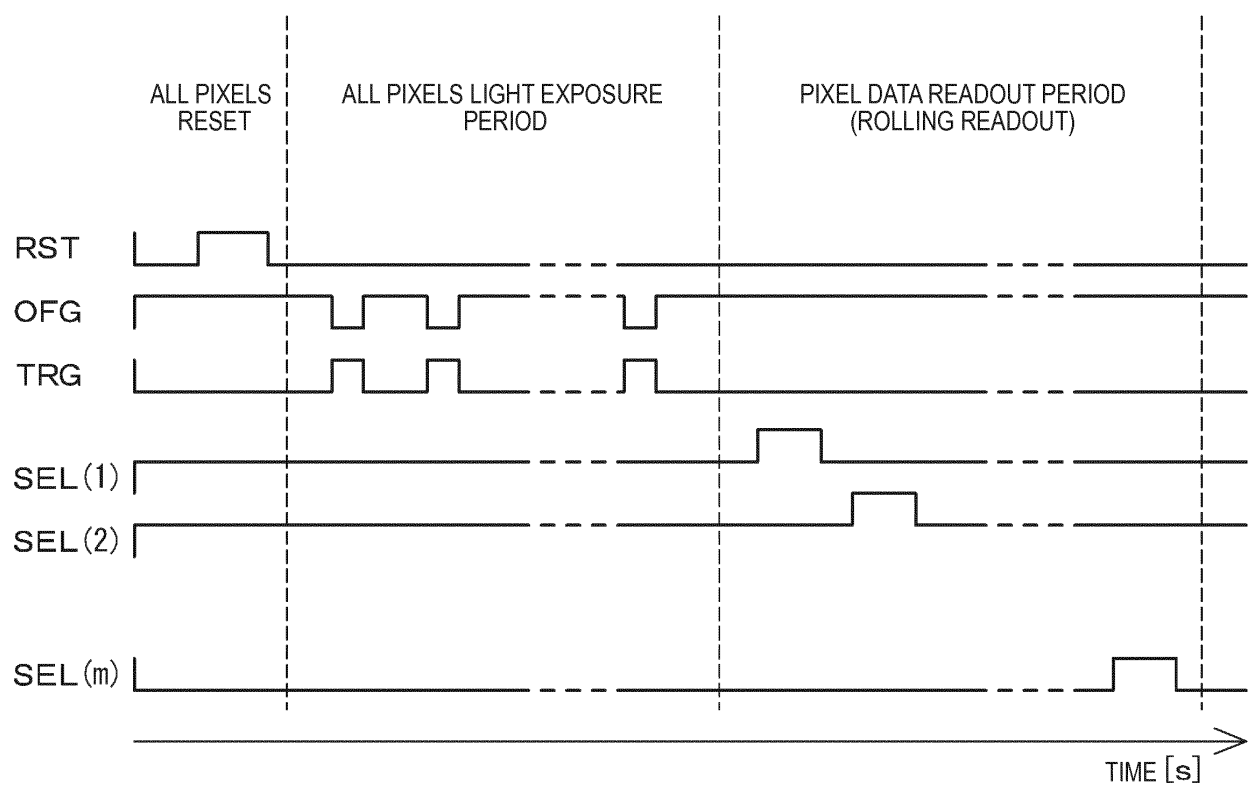 ALL PIXELS
RESET
ALL PIXELS LIGHT EXPOSURE
PERIOD
PIXEL DATA READOUT PERIOD
(ROLLING READOUT)
RST
OFG
TRG
SEL(1)
SEL(2)
SEL(m)
TIME [s]